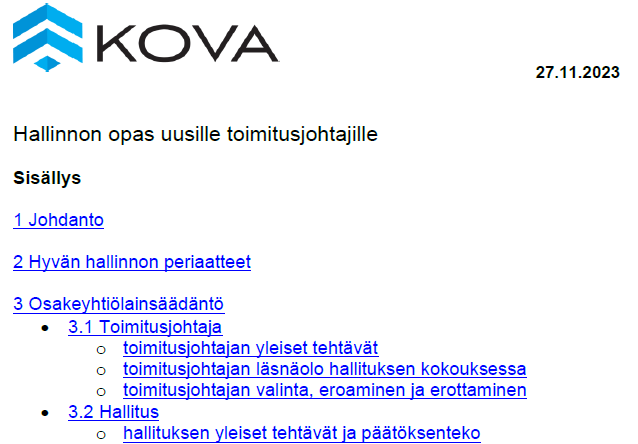 KOVA
27.11.2023
Hallinnon opas uusille toimitusjohtajille
Sisällys
1 Johdanto
2 Hyvän hallinnon periaatteet
3 Osakeyhtiölainsäädäntö
• 3.1 Toimitusjohtaja
o toimitusjohtajan yleiset tehtävät
o toimitusjohtajan läsnäolo hallituksen kokouksessa
o toimitusjohtajan valinta, eroaminen ja erottaminen
• 3.2 Hallitus
o hallituksen yleiset tehtävät ja päätöksenteko